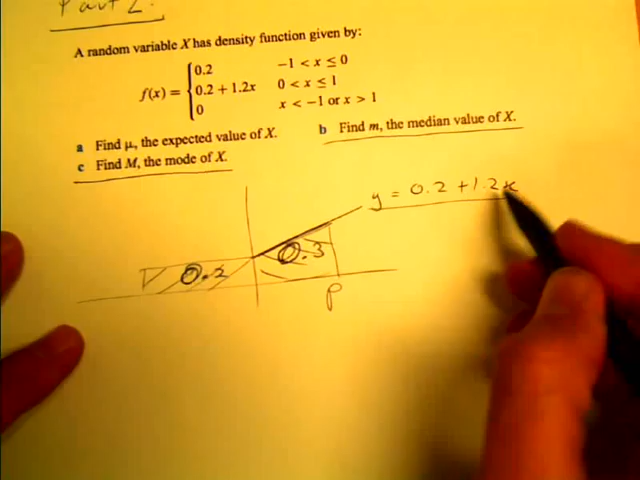 Part 2.
A random variable X has density function given by:
f(x) = { 0.2 −1 < x ≤ 0
0.2 + 1.2x 0 < x ≤ 1
0 x < −1 or x > 1
a Find μ, the expected value of X. b Find m, the median value of X.
c Find M, the mode of X.
y = 0.2 + 1.2x
0.2 0.3
P